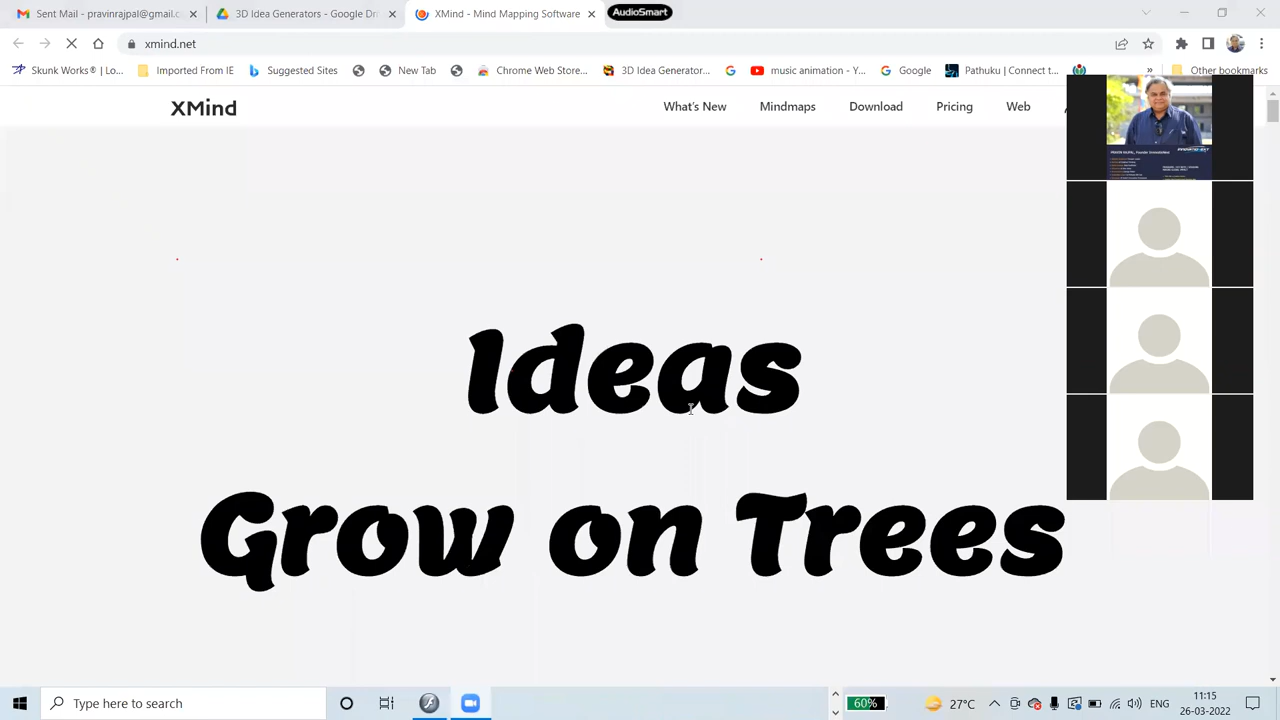 Sent Mail - pravinrajpal@gmail.c
3D Idea Generators - Google
XMind - Mind Mapping Software
AudioSmart
xmind.net
Skunk Works® | Lo...
Imported From IE
Suggested Sites
New Tab
Chrome Web Store...
3D Idea Generator...
music animation - Y...
google
Pathuku | Connect t...
»
Other bookmarks
XMind
What's New
Mindmaps
Download
Pricing
Web
Ideas
Grow on Trees
Type here to search
60%
27°C
ENG
11:15
26-03-2022